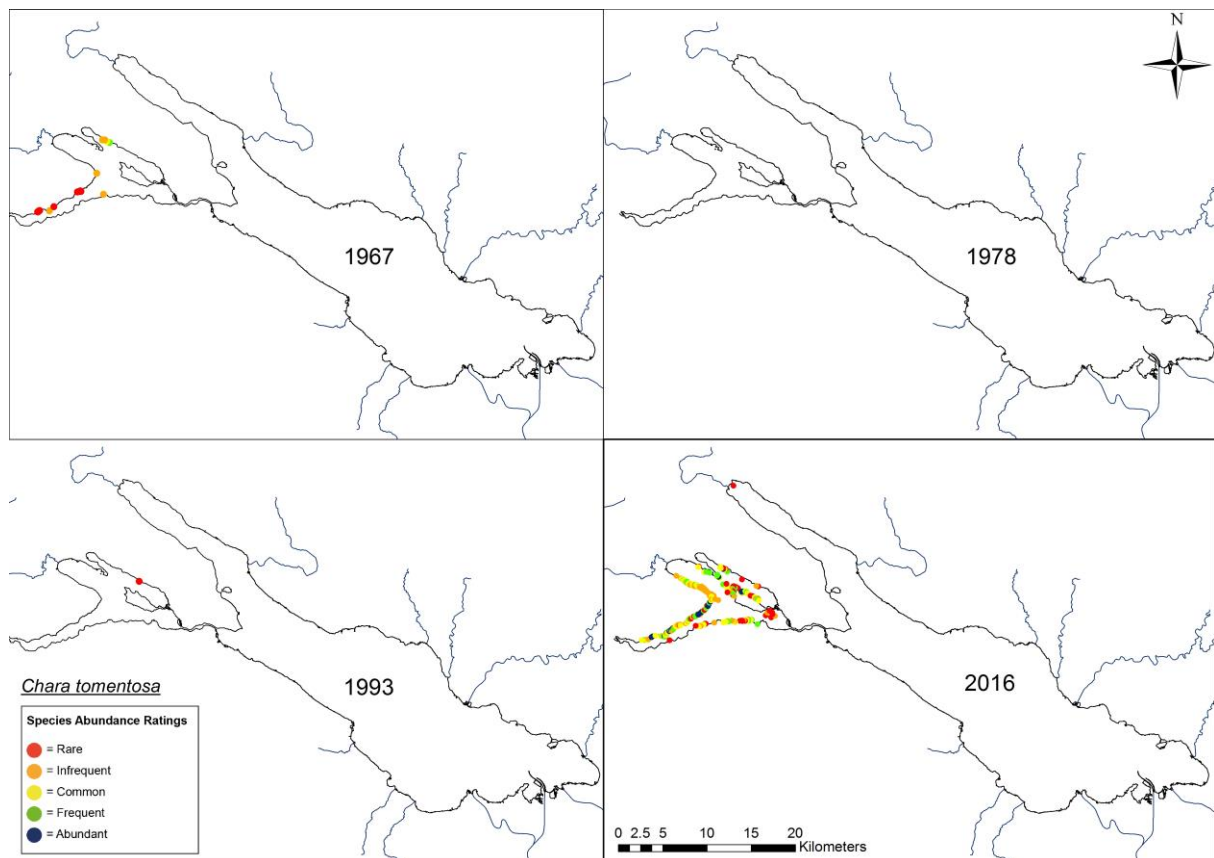 N
1967
1978
1993
2016
Chara tomentosa
Species Abundance Ratings
= Rare
= Infrequent
= Common
= Frequent
= Abundant
0 2.5 5 10 15 20
Kilometers